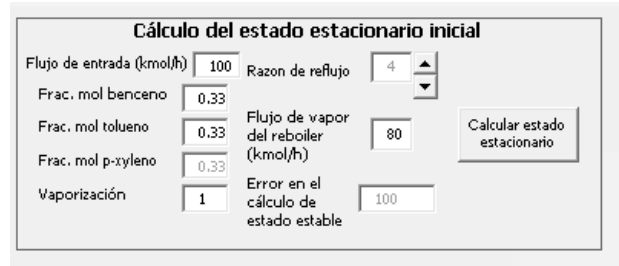 Cálculo del estado estacionario inicial
Flujo de entrada (kmol/h) 100
Razon de reflujo 4
Frac. mol benceno 0.33
Frac. mol tolueno 0.33
Flujo de vapor
del reboiler
(kmol/h)
80
Calcular estado
estacionario
Frac. mol p-xyleno 0.33
Vaporización 1
Error en el
cálculo de
estado estable
100